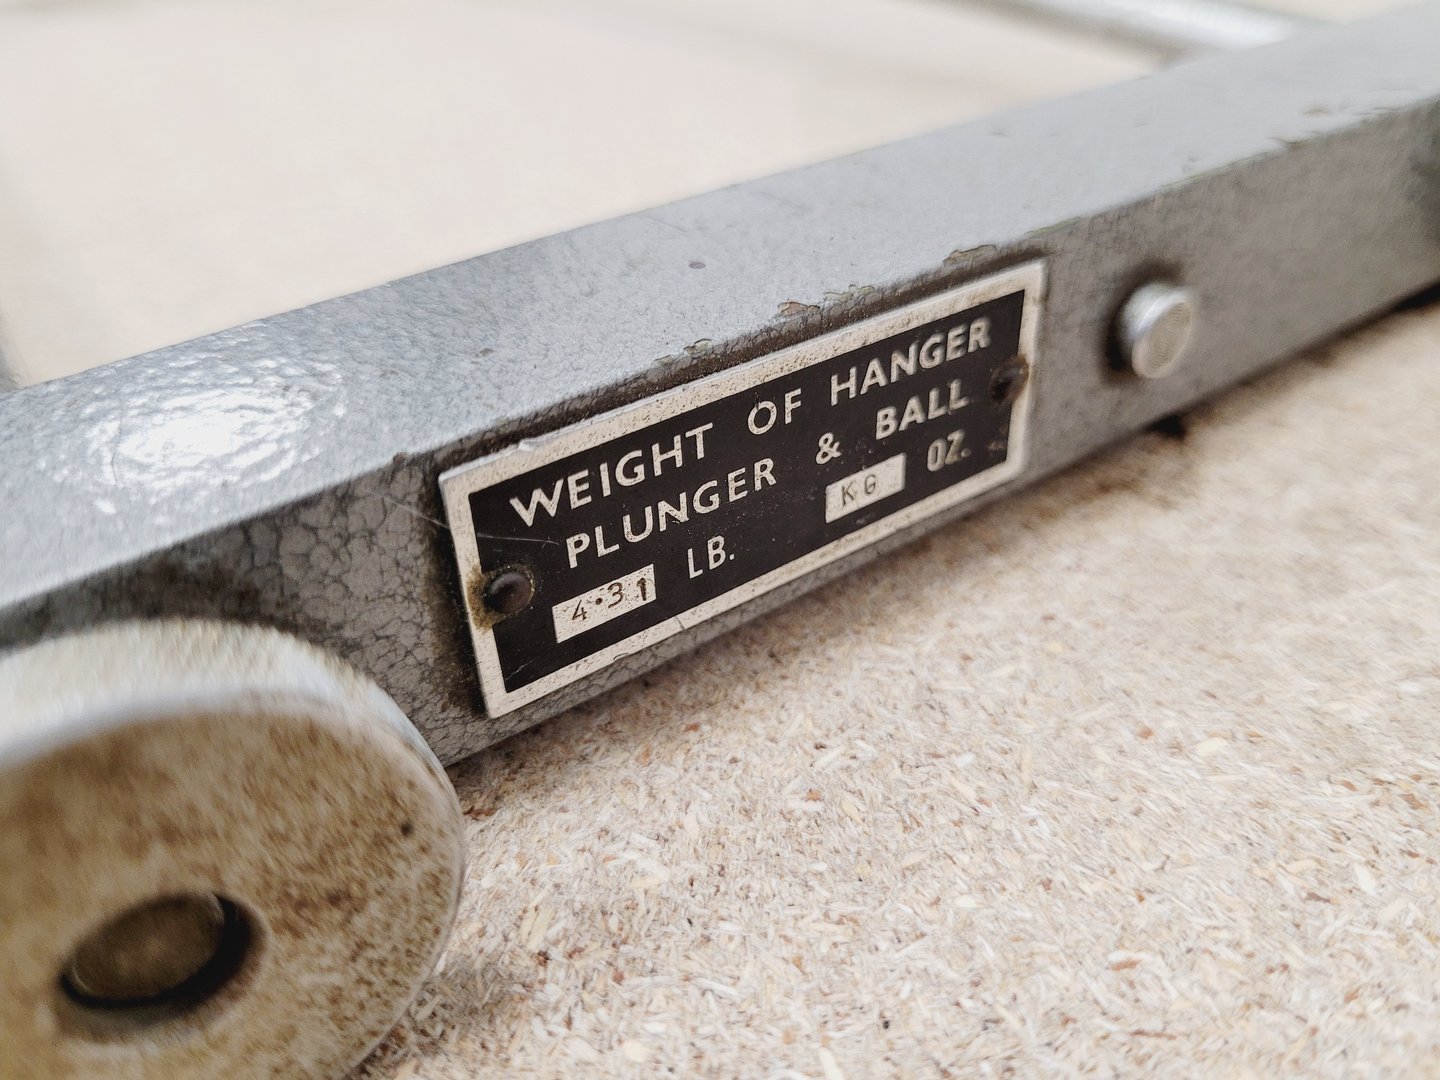 WEIGHT OF HANGER
PLUNGER & BALL
4·31 LB. KG OZ.